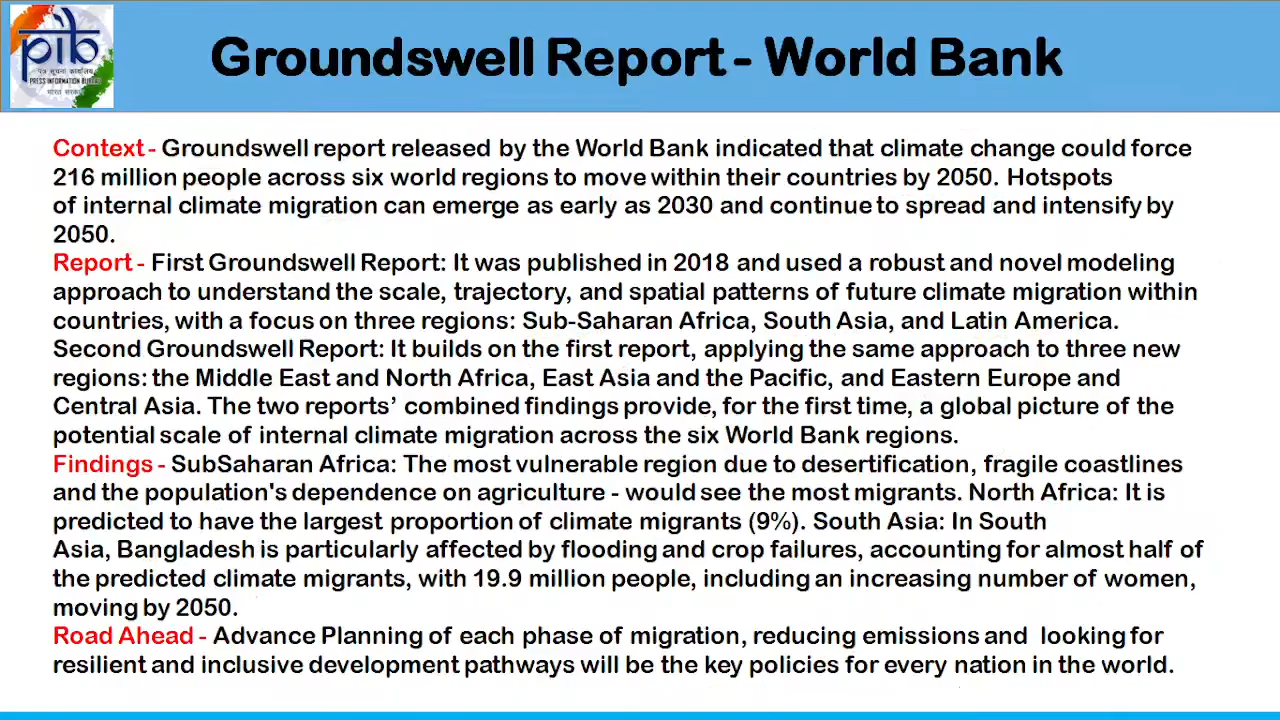 pib
पत्र सूचना कार्यालय
PRESS INFORMATION BUREAU
भारत सरकार
Groundswell Report - World Bank
Context - Groundswell report released by the World Bank indicated that climate change could force
216 million people across six world regions to move within their countries by 2050. Hotspots
of internal climate migration can emerge as early as 2030 and continue to spread and intensify by
2050.
Report - First Groundswell Report: It was published in 2018 and used a robust and novel modeling
approach to understand the scale, trajectory, and spatial patterns of future climate migration within
countries, with a focus on three regions: Sub-Saharan Africa, South Asia, and Latin America.
Second Groundswell Report: It builds on the first report, applying the same approach to three new
regions: the Middle East and North Africa, East Asia and the Pacific, and Eastern Europe and
Central Asia. The two reports’ combined findings provide, for the first time, a global picture of the
potential scale of internal climate migration across the six World Bank regions.
Findings - SubSaharan Africa: The most vulnerable region due to desertification, fragile coastlines
and the population's dependence on agriculture - would see the most migrants. North Africa: It is
predicted to have the largest proportion of climate migrants (9%). South Asia: In South
Asia, Bangladesh is particularly affected by flooding and crop failures, accounting for almost half of
the predicted climate migrants, with 19.9 million people, including an increasing number of women,
moving by 2050.
Road Ahead - Advance Planning of each phase of migration, reducing emissions and looking for
resilient and inclusive development pathways will be the key policies for every nation in the world.